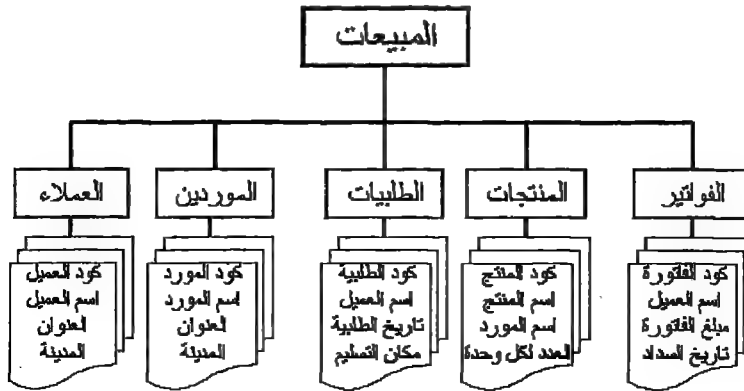 المبيعات
الفواتير
المنتجات
الطلبيات
الموردين
العملاء
كود الفاتورة
اسم العميل
مبلغ الفاتورة
تاريخ السداد
كود المنتج
اسم المنتج
اسم المورد
العدد لكل وحدة
كود الطلبية
اسم العميل
تاريخ الطلبية
مكان التسليم
كود المورد
اسم المورد
العنوان
المدينة
كود العميل
اسم العميل
العنوان
المدينة